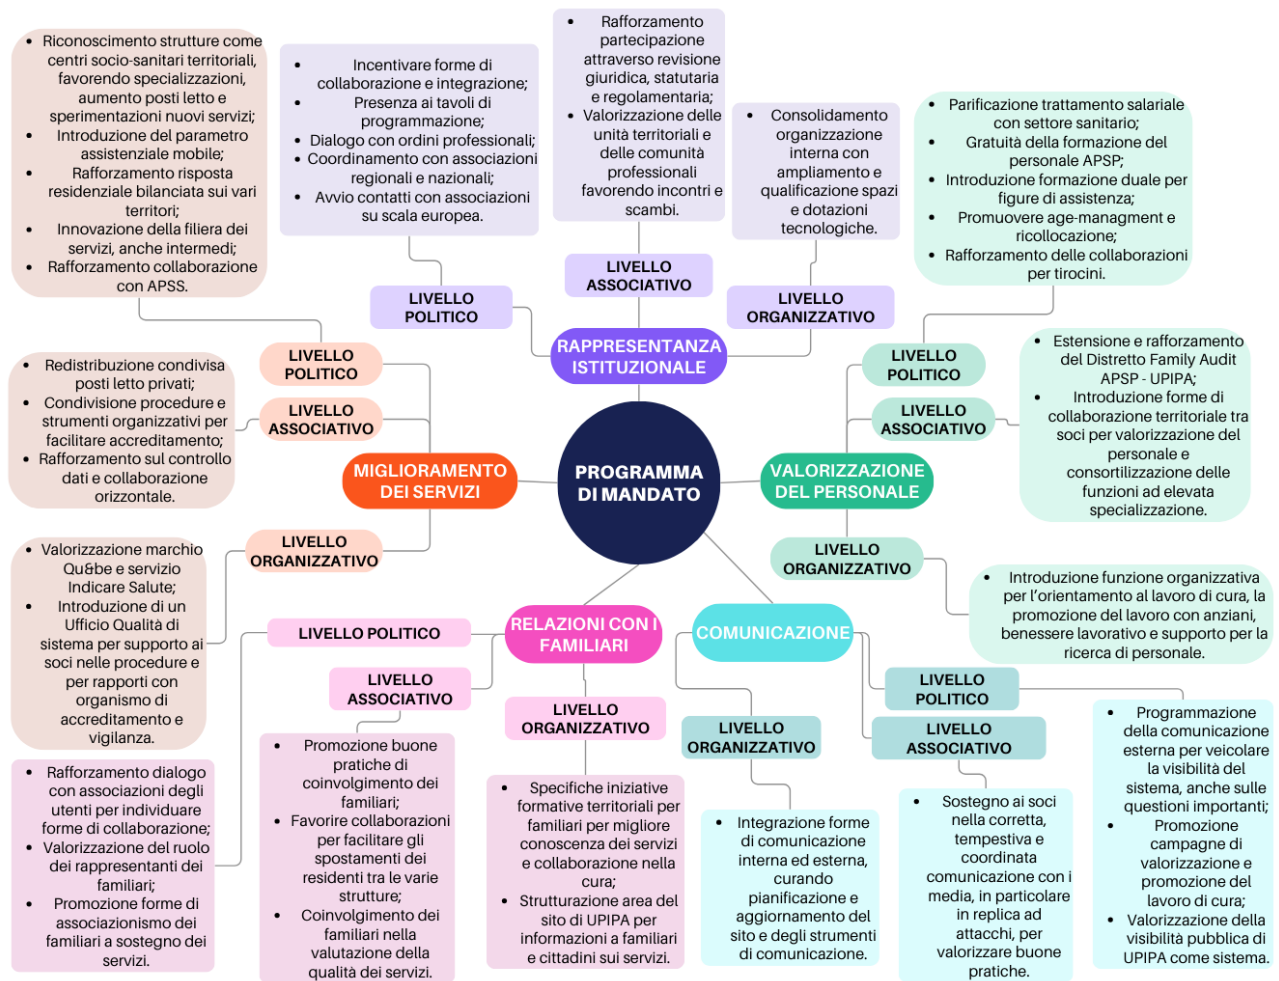 PROGRAMMA
DI MANDATO
RAPPRESENTANZA
ISTITUZIONALE
LIVELLO
POLITICO
• Incentivare forme di
collaborazione e integrazione;
• Presenza ai tavoli di
programmazione;
• Dialogo con ordini professionali;
• Coordinamento con associazioni
regionali e nazionali;
• Avvio contatti con associazioni
su scala europea.
LIVELLO
ASSOCIATIVO
• Rafforzamento
partecipazione
attraverso revisione
giuridica, statutaria
e regolamentaria;
• Valorizzazione delle
unità territoriali e
delle comunità
professionali
favorendo incontri e
scambi.
LIVELLO
ORGANIZZATIVO
• Consolidamento
organizzazione
interna con
ampliamento e
qualificazione spazi
e dotazioni
tecnologiche.
VALORIZZAZIONE
DEL PERSONALE
LIVELLO
POLITICO
• Parificazione trattamento salariale
con settore sanitario;
• Gratuità della formazione del
personale APSP;
• Introduzione formazione duale per
figure di assistenza;
• Promuovere age-managment e
ricollocazione;
• Rafforzamento delle collaborazioni
per tirocini.
LIVELLO
ASSOCIATIVO
• Estensione e rafforzamento
del Distretto Family Audit
APSP - UPIPA;
• Introduzione forme di
collaborazione territoriale tra
soci per valorizzazione del
personale e
consortilizzazione delle
funzioni ad elevata
specializzazione.
LIVELLO
ORGANIZZATIVO
• Introduzione funzione organizzativa
per l’orientamento al lavoro di cura, la
promozione del lavoro con anziani,
benessere lavorativo e supporto per la
ricerca di personale.
COMUNICAZIONE
LIVELLO
POLITICO
• Programmazione
della comunicazione
esterna per veicolare
la visibilità del
sistema, anche sulle
questioni importanti;
• Promozione
campagne di
valorizzazione e
promozione del
lavoro di cura;
• Valorizzazione della
visibilità pubblica di
UPIPA come sistema.
LIVELLO
ASSOCIATIVO
• Sostegno ai soci
nella corretta,
tempestiva e
coordinata
comunicazione con i
media, in particolare
in replica ad
attacchi, per
valorizzare buone
pratiche.
LIVELLO
ORGANIZZATIVO
• Integrazione forme
di comunicazione
interna ed esterna,
curando
pianificazione e
aggiornamento del
sito e degli strumenti
di comunicazione.
RELAZIONI CON I
FAMILIARI
LIVELLO POLITICO
• Rafforzamento dialogo
con associazioni degli
utenti per individuare
forme di collaborazione;
• Valorizzazione del ruolo
dei rappresentanti dei
familiari;
• Promozione forme di
associazionismo dei
familiari a sostegno dei
servizi.
LIVELLO
ASSOCIATIVO
• Promozione buone
pratiche di
coinvolgimento dei
familiari;
• Favorire collaborazioni
per facilitare gli
spostamenti dei
residenti tra le varie
strutture;
• Coinvolgimento dei
familiari nella
valutazione della
qualità dei servizi.
LIVELLO
ORGANIZZATIVO
• Specifiche iniziative
formative territoriali per
familiari per migliore
conoscenza dei servizi
e collaborazione nella
cura;
• Strutturazione area del
sito di UPIPA per
informazioni a familiari
e cittadini sui servizi.
MIGLIORAMENTO
DEI SERVIZI
LIVELLO
POLITICO
• Riconoscimento strutture come
centri socio-sanitari territoriali,
favorendo specializzazioni,
aumento posti letto e
sperimentazioni nuovi servizi;
• Introduzione del parametro
assistenziale mobile;
• Rafforzamento risposta
residenziale bilanciata sui vari
territori;
• Innovazione della filiera dei
servizi, anche intermedi;
• Rafforzamento collaborazione
con APSS.
LIVELLO
ASSOCIATIVO
• Redistribuzione condivisa
posti letto privati;
• Condivisione procedure e
strumenti organizzativi per
facilitare accreditamento;
• Rafforzamento sul controllo
dati e collaborazione
orizzontale.
LIVELLO
ORGANIZZATIVO
• Valorizzazione marchio
Qu&be e servizio
Indicare Salute;
• Introduzione di un
Ufficio Qualità di
sistema per supporto ai
soci nelle procedure e
per rapporti con
organismo di
accreditamento e
vigilanza.